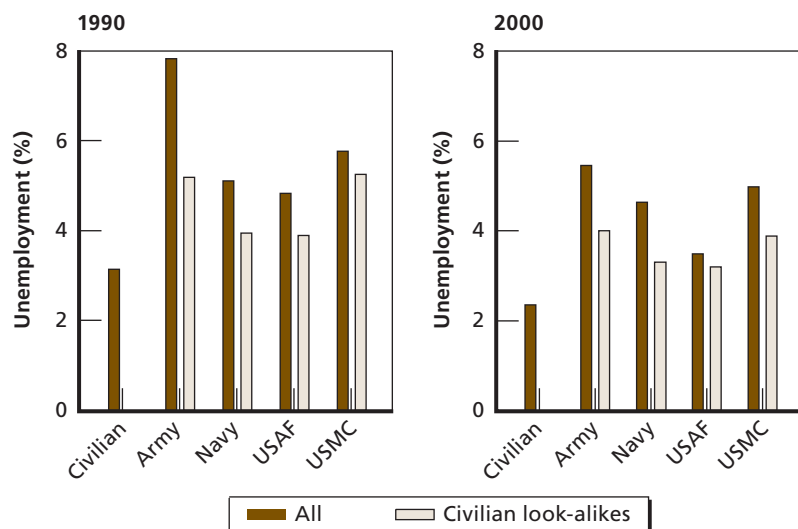 1990
Unemployment (%)
8
6
4
2
0
Civilian
Army
Navy
USAF
USMC
2000
Unemployment (%)
8
6
4
2
0
Civilian
Army
Navy
USAF
USMC
All
Civilian look-alikes